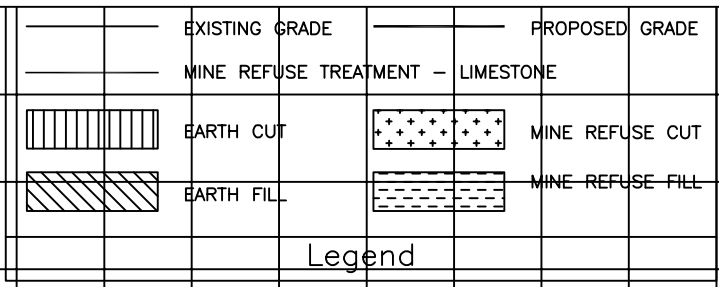 EXISTING GRADE PROPOSED GRADE
MINE REFUSE TREATMENT - LIMESTONE
EARTH CUT MINE REFUSE CUT
EARTH FILL MINE REFUSE FILL
Legend